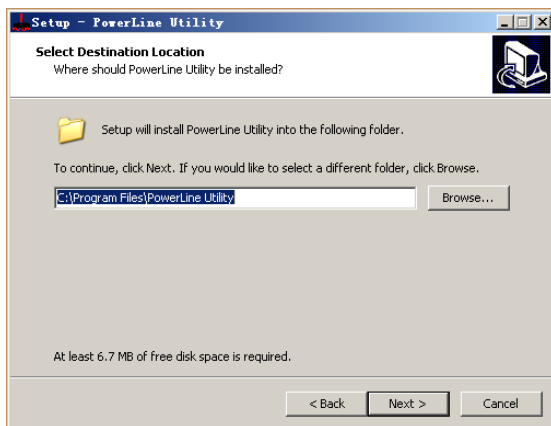 Setup - PowerLine Utility
Select Destination Location
Where should PowerLine Utility be installed?
Setup will install PowerLine Utility into the following folder.
To continue, click Next. If you would like to select a different folder, click Browse.
C:\Program Files\PowerLine Utility
Browse...
At least 6.7 MB of free disk space is required.
< Back
Next >
Cancel